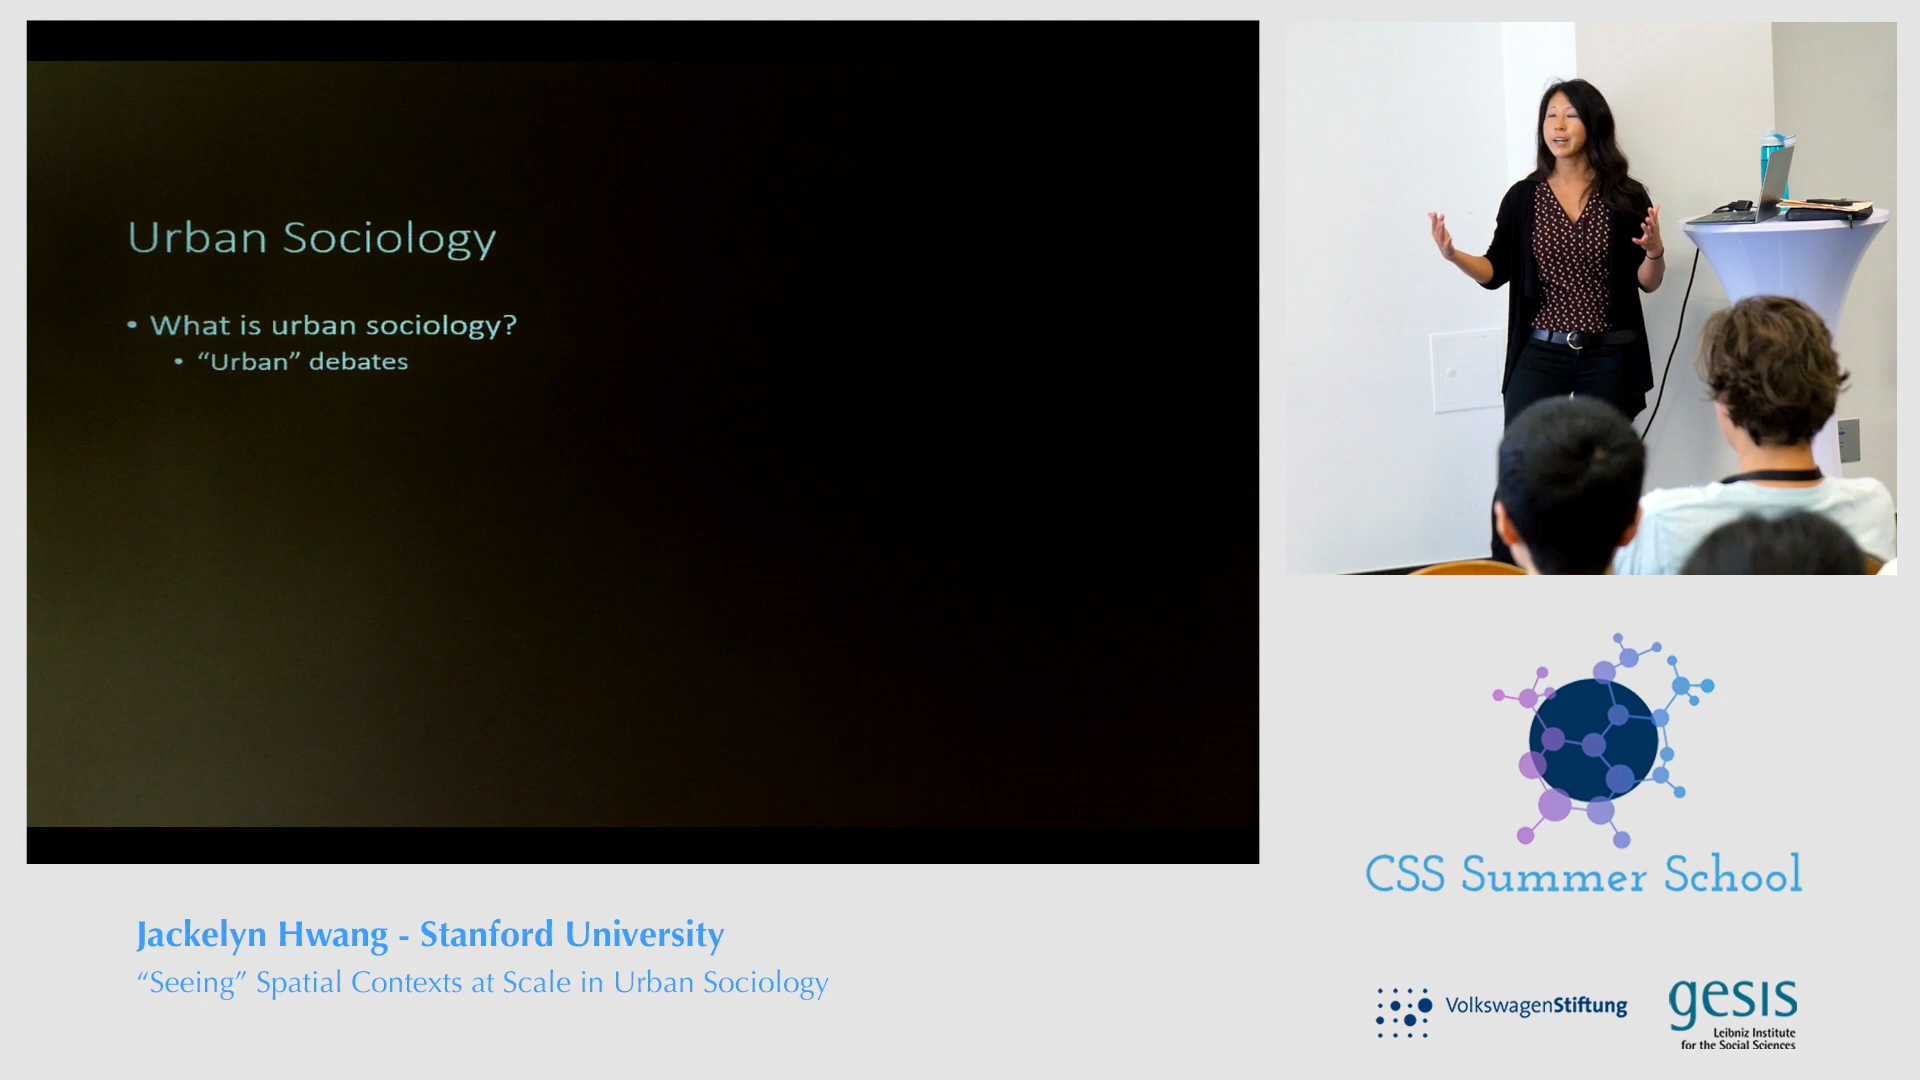 Urban Sociology
• What is urban sociology?
• “Urban” debates
Jackelyn Hwang - Stanford University
“Seeing” Spatial Contexts at Scale in Urban Sociology
CSS Summer School
VolkswagenStiftung
gesis
Leibniz Institute
for the Social Sciences